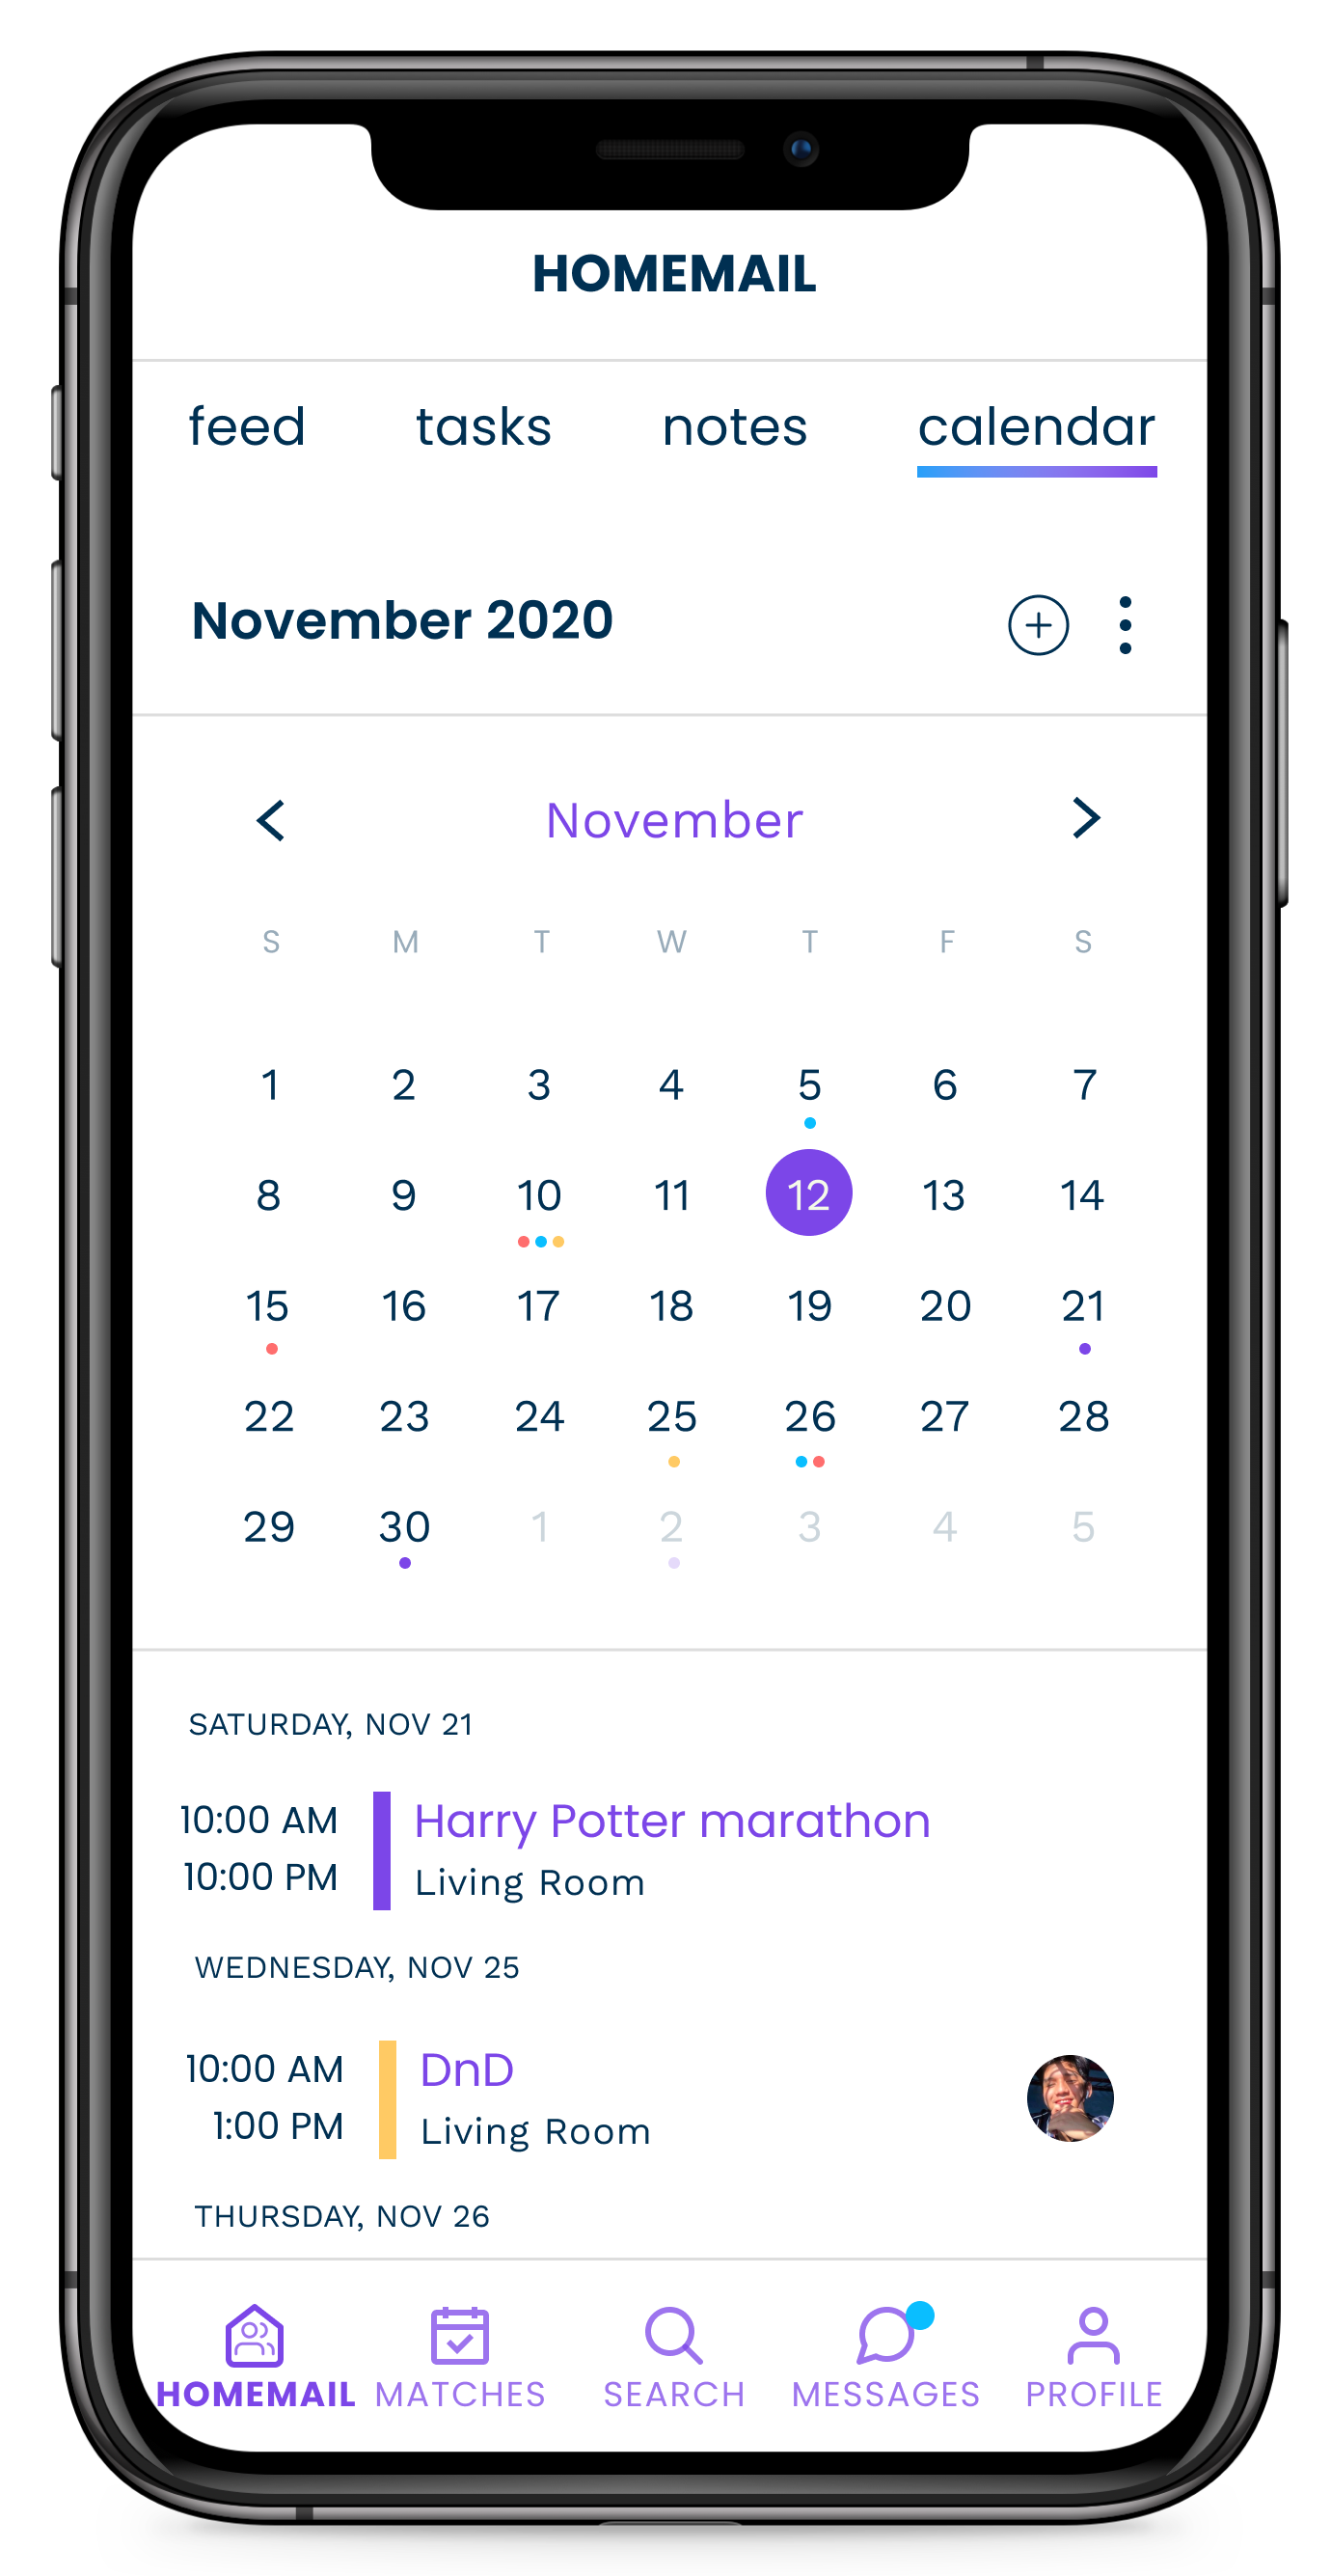 HOMEMAIL
feed tasks notes calendar
November 2020
November
S M T W T F S
1 2 3 4 5 6 7
8 9 10 11 12 13 14
15 16 17 18 19 20 21
22 23 24 25 26 27 28
29 30 1 2 3 4 5
SATURDAY, NOV 21
10:00 AM Harry Potter marathon
10:00 PM Living Room
WEDNESDAY, NOV 25
10:00 AM DnD
1:00 PM Living Room
THURSDAY, NOV 26
HOMEMAIL MATCHES SEARCH MESSAGES PROFILE